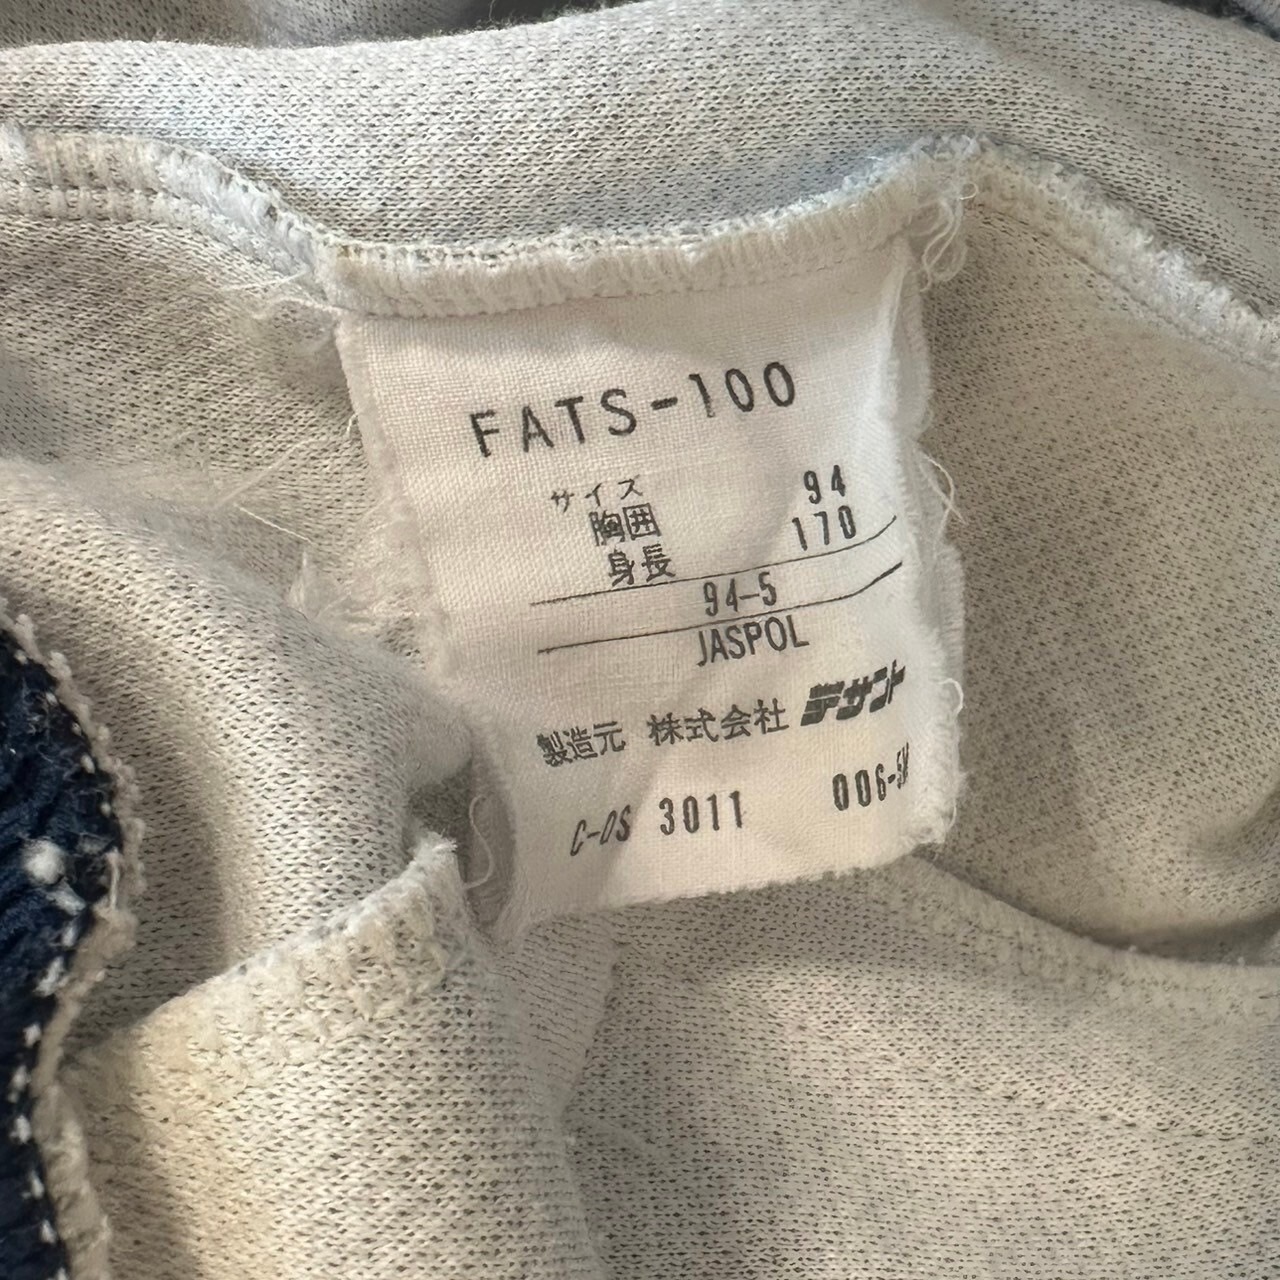 FATS-100
サイズ
胸囲 94
身長 170
94-5
JASPOL
製造元 株式会社 デサント
C-OS 3011 006-